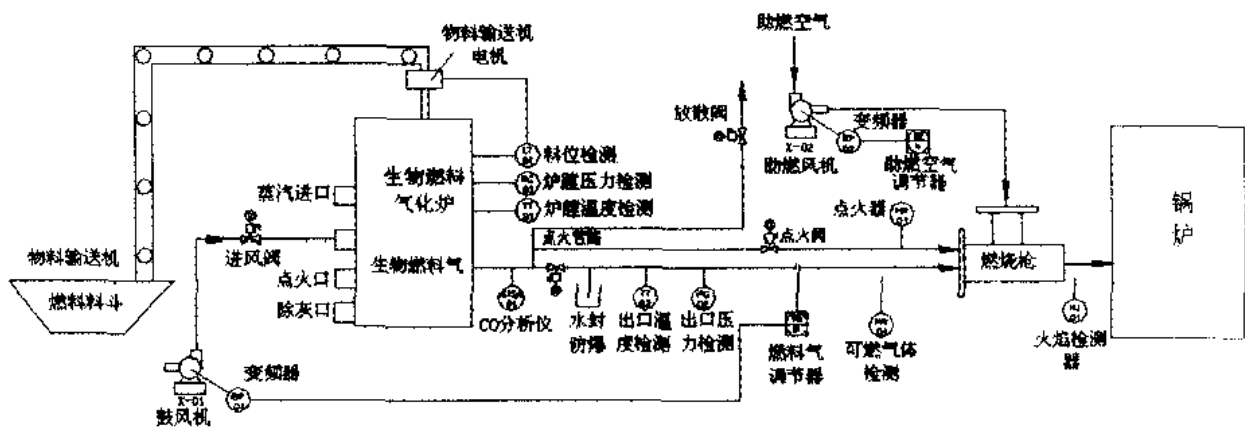 助燃空气
物料输送机
电机
放散阀
变频器
X-02
助燃风机
助燃空气
调节器
生物燃料
气化炉
料位检测
炉膛压力检测
炉膛温度检测
蒸汽进口
进风阀
点火口
除灰口
物料输送机
燃料料斗
生物燃料气
点火管路
点火阀
点火器
燃烧枪
锅
炉
CO分析仪
水封
防爆
出口温
度检测
出口压
力检测
燃料气
调节器
可燃气体
检测
火焰检测
器
变频器
X-01
鼓风机